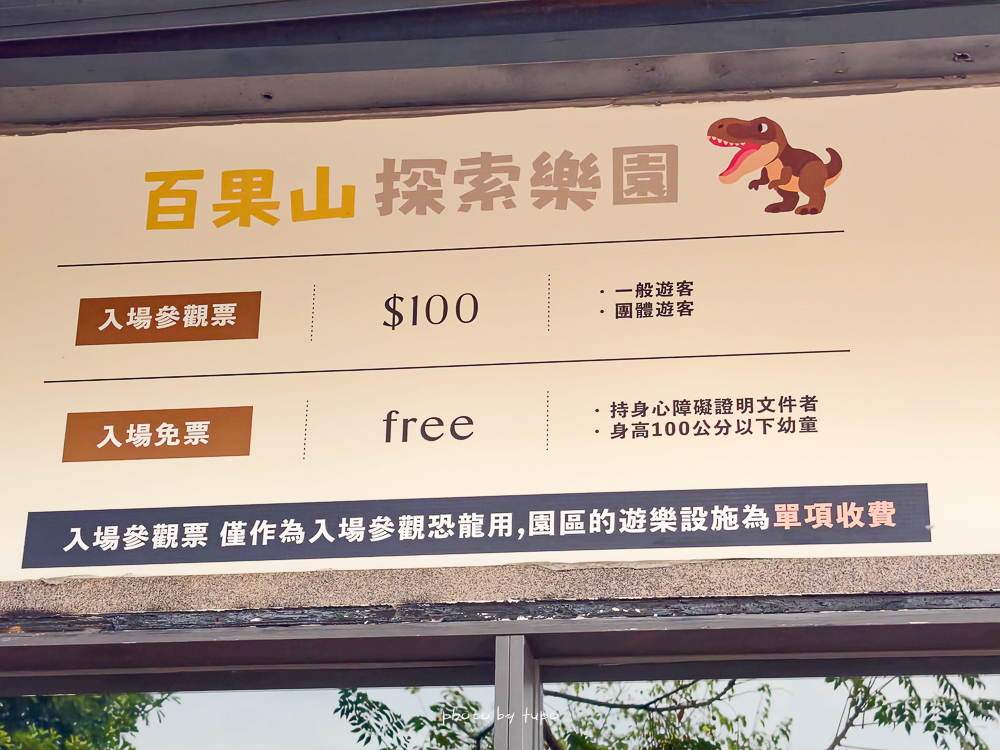 百果山 探索樂園
入場參觀票
$100
· 一般遊客
· 團體遊客
入場免票
free
· 持身心障礙證明文件者
· 身高100公分以下幼童
入場參觀票 僅作為入場參觀恐龍用,園區的遊樂設施為單項收費
photo by tupo